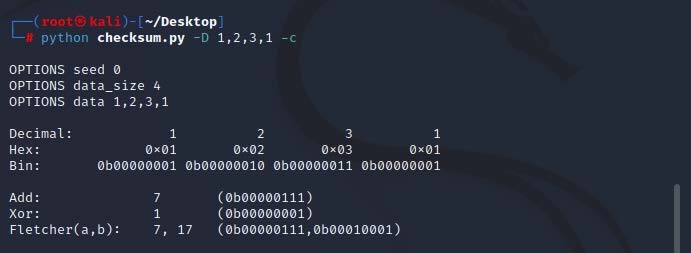 ┌──(root㉿kali)-[~/Desktop]
└─# python checksum.py -D 1,2,3,1 -c
OPTIONS seed 0
OPTIONS data_size 4
OPTIONS data 1,2,3,1
Decimal:            1          2          3          1
Hex:             0×01       0×02       0×03       0×01
Bin:       0b00000001 0b00000010 0b00000011 0b00000001
Add:              7       (0b00000111)
Xor:              1       (0b00000001)
Fletcher(a,b):    7, 17   (0b00000111,0b00010001)